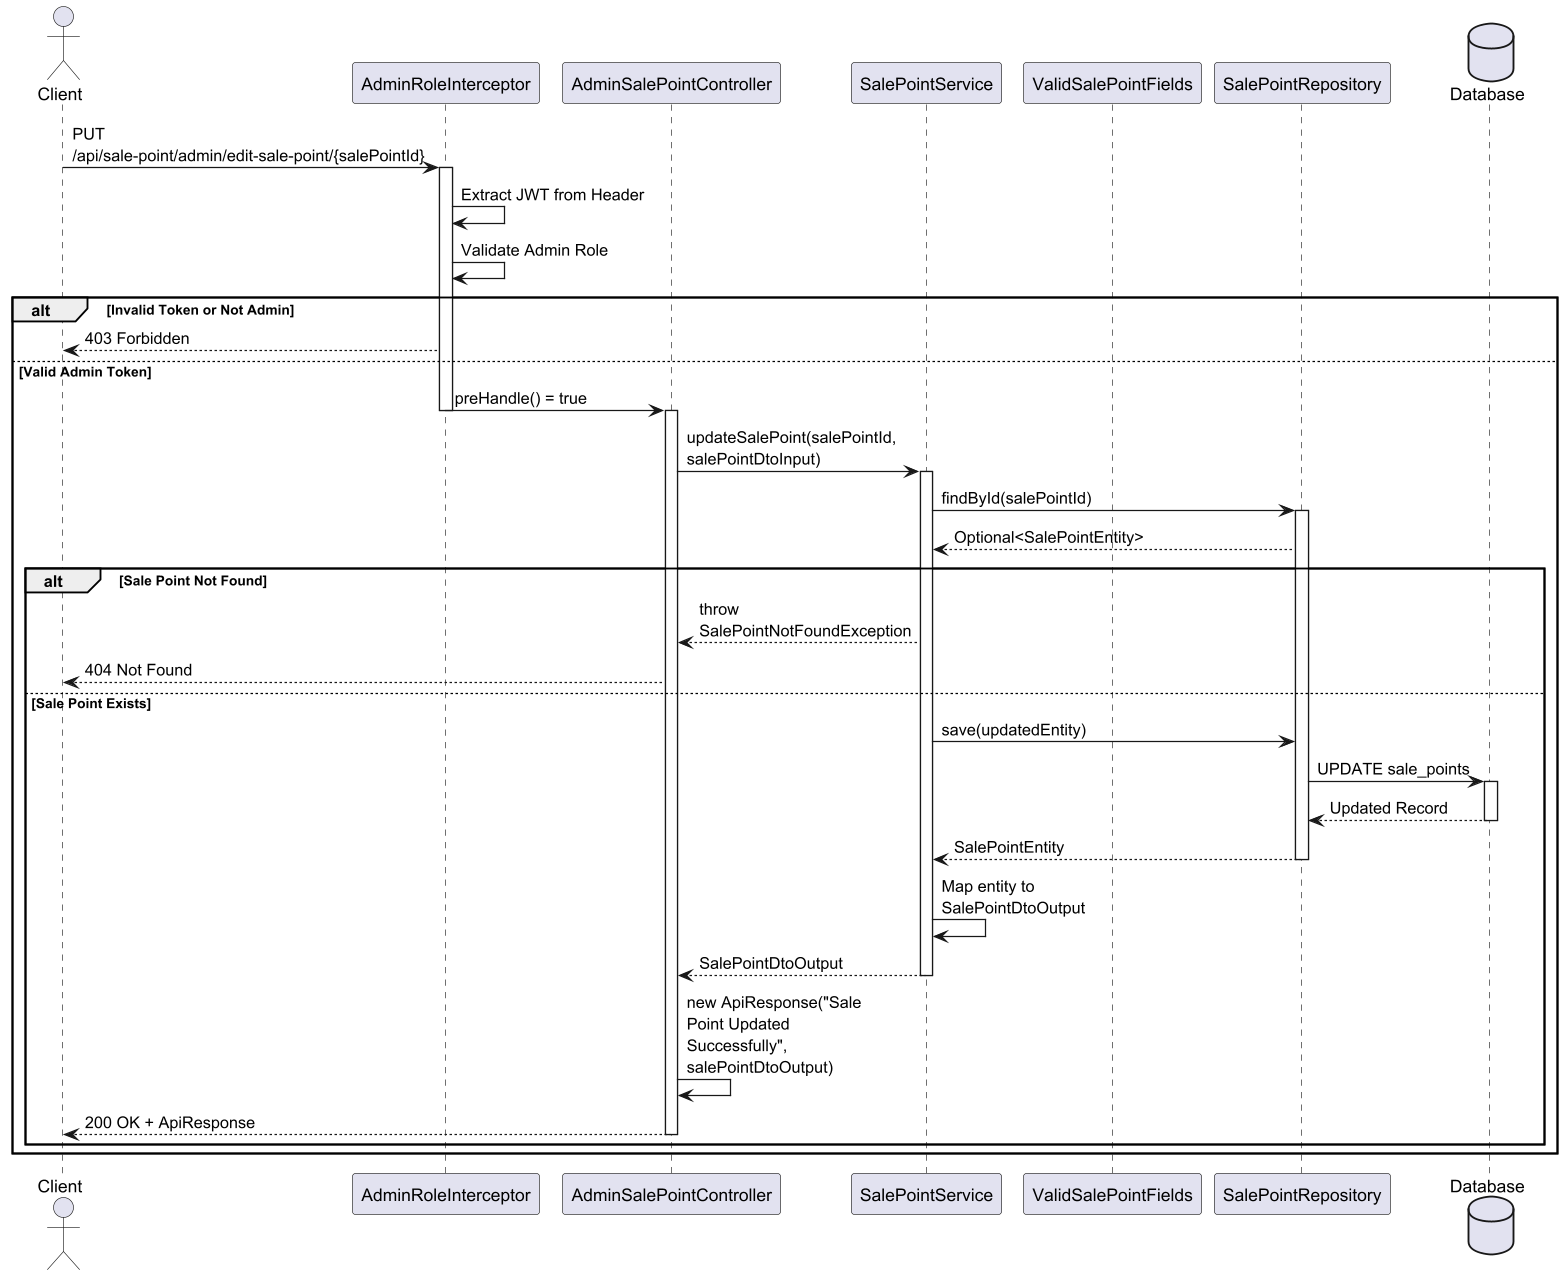 Client
AdminRoleInterceptor
AdminSalePointController
SalePointService
ValidSalePointFields
SalePointRepository
Database
PUT
/api/sale-point/admin/edit-sale-point/{salePointId}
Extract JWT from Header
Validate Admin Role
alt
[Invalid Token or Not Admin]
403 Forbidden
[Valid Admin Token]
preHandle() = true
updateSalePoint(salePointId,
salePointDtoInput)
findById(salePointId)
Optional<SalePointEntity>
alt
[Sale Point Not Found]
throw
SalePointNotFoundException
404 Not Found
[Sale Point Exists]
save(updatedEntity)
UPDATE sale_points
Updated Record
SalePointEntity
Map entity to
SalePointDtoOutput
SalePointDtoOutput
new ApiResponse("Sale
Point Updated
Successfully",
salePointDtoOutput)
200 OK + ApiResponse
Client
AdminRoleInterceptor
AdminSalePointController
SalePointService
ValidSalePointFields
SalePointRepository
Database